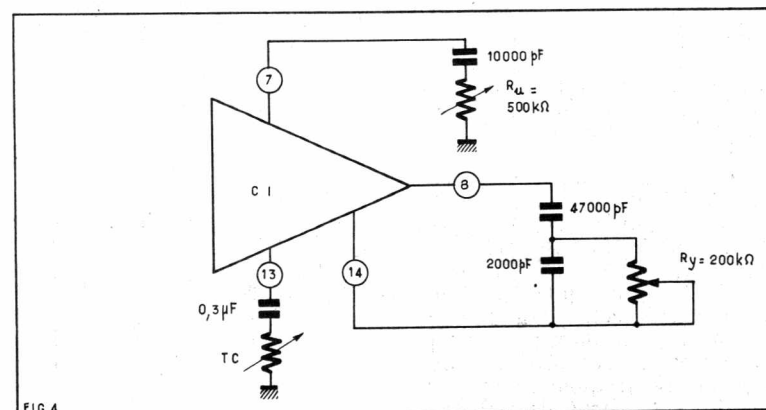 10000 pF
7
Ru =
500kΩ
C I
8
47000 pF
2000pF
Ry = 200kΩ
13
14
0,3µF
TC
FIG.4